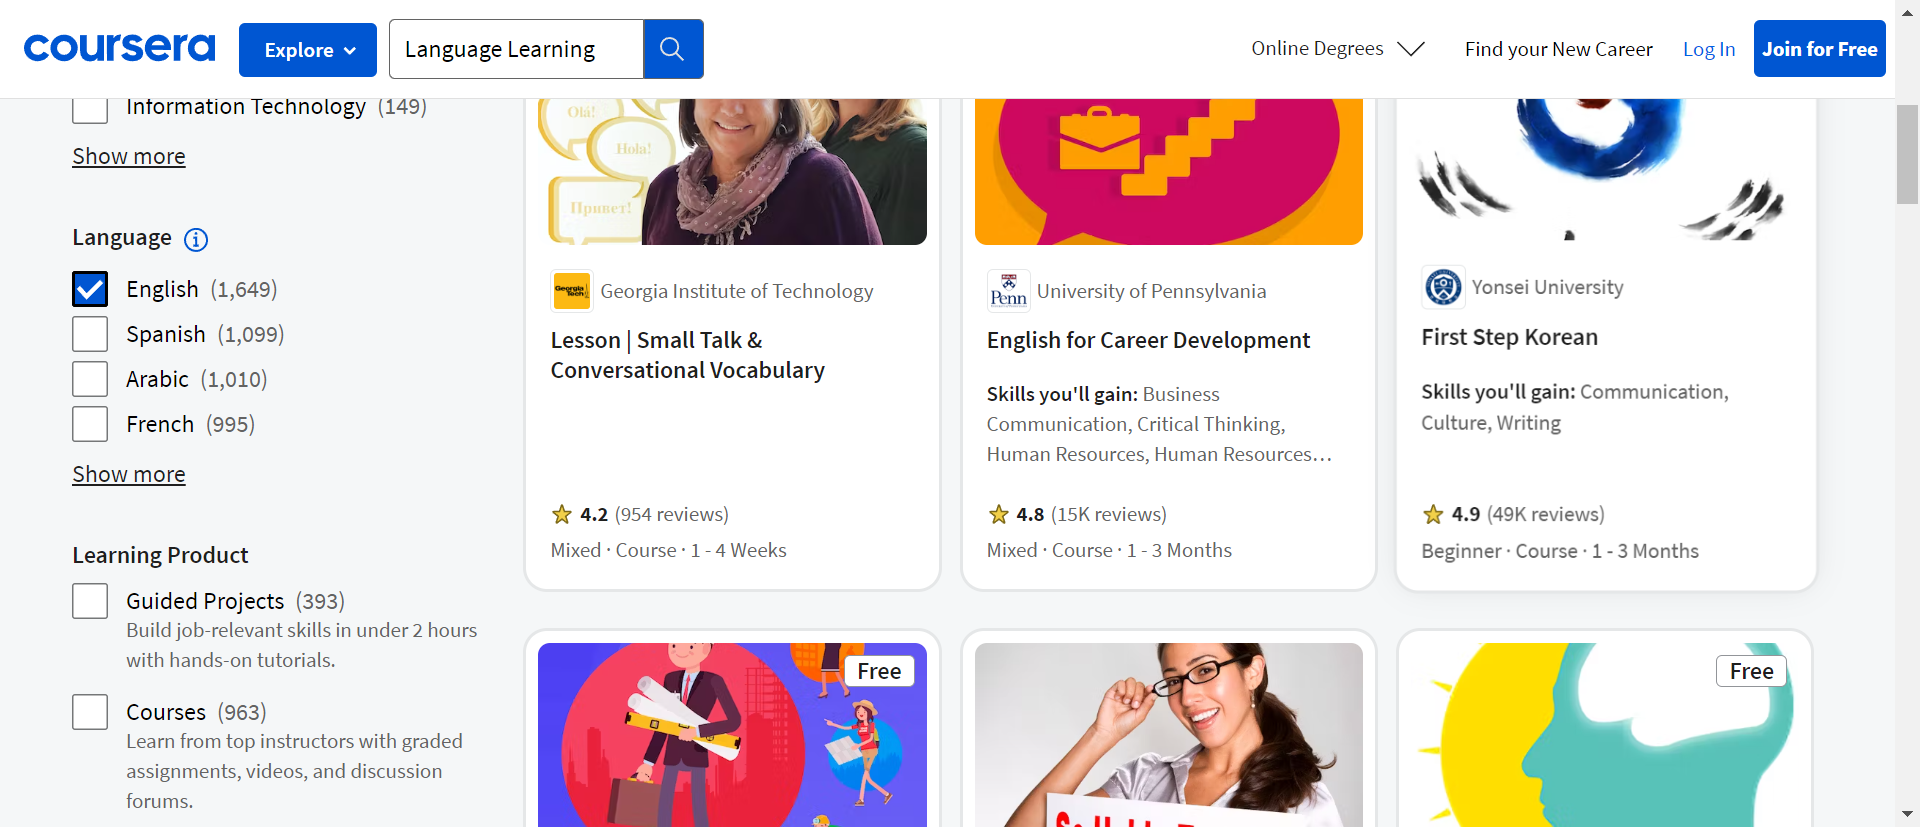 coursera
Explore
Language Learning
Online Degrees
Find your New Career
Log In
Join for Free
Information Technology (149)
Show more
Language
English (1,649)
Spanish (1,099)
Arabic (1,010)
French (995)
Show more
Learning Product
Guided Projects (393)
Build job-relevant skills in under 2 hours
with hands-on tutorials.
Courses (963)
Learn from top instructors with graded
assignments, videos, and discussion
forums.
Olá!
Hola!
Привет!
Georgia Tech
Georgia Institute of Technology
Lesson | Small Talk &
Conversational Vocabulary
4.2 (954 reviews)
Mixed · Course · 1 - 4 Weeks
Penn
University of Pennsylvania
English for Career Development
Skills you'll gain: Business
Communication, Critical Thinking,
Human Resources, Human Resources…
4.8 (15K reviews)
Mixed · Course · 1 - 3 Months
Yonsei University
First Step Korean
Skills you'll gain: Communication,
Culture, Writing
4.9 (49K reviews)
Beginner · Course · 1 - 3 Months
Free
Free